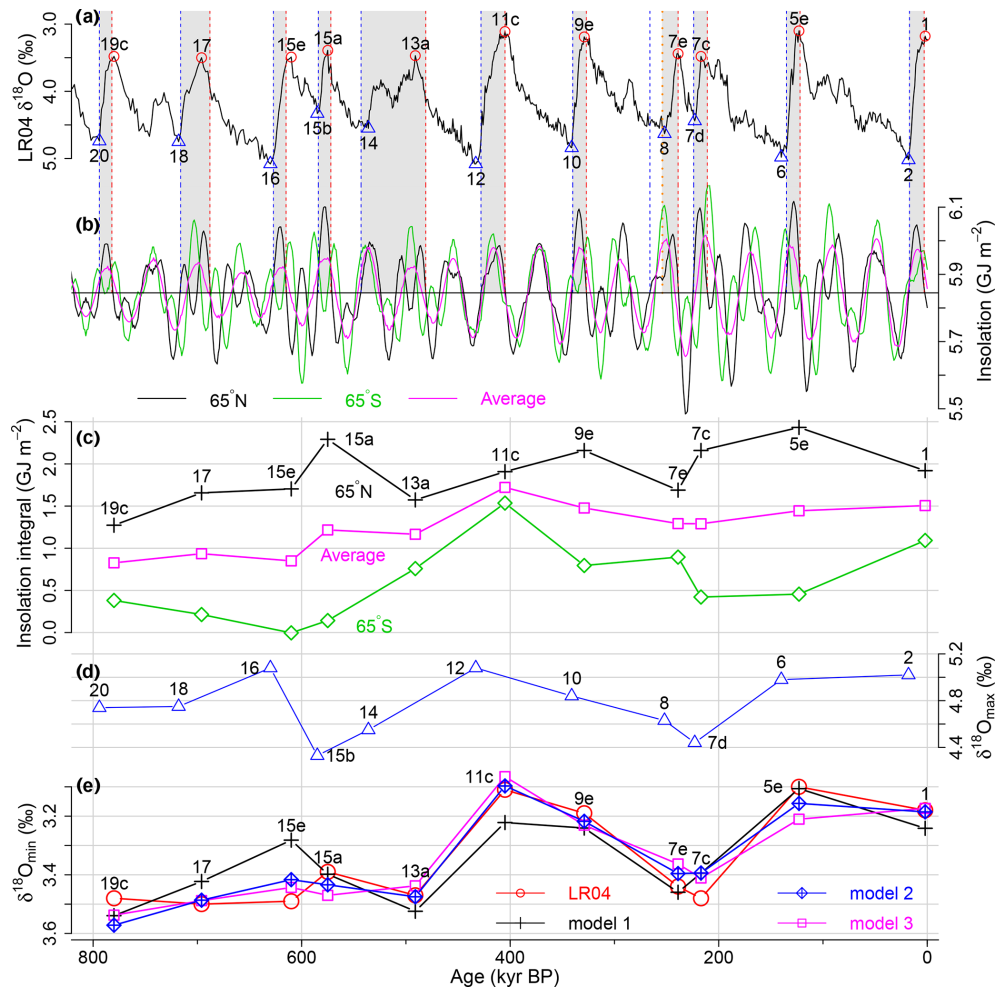 (a)
LR04 δ¹⁸O (‰)
3.0
4.0
5.0
19c
17
15e
15a
13a
11c
9e
7e
7c
5e
1
20
18
16
15b
14
12
10
8
7d
6
2
(b)
6.1
5.9
5.7
5.5
Insolation (GJ m⁻²)
65°N
65°S
Average
(c)
Insolation integral (GJ m⁻²)
2.5
2.0
1.5
1.0
0.5
0.0
19c
17
15e
15a
13a
11c
9e
7e
7c
5e
1
65°N
Average
65°S
(d)
20
18
16
15b
14
12
10
8
7d
6
2
5.2
4.8
4.4
δ¹⁸Oₘₐₓ (‰)
(e)
δ¹⁸Oₘᵢₙ (‰)
3.2
3.4
3.6
19c
17
15e
15a
13a
11c
9e
7e
7c
5e
1
LR04
model 2
model 1
model 3
800
600
400
200
0
Age (kyr BP)